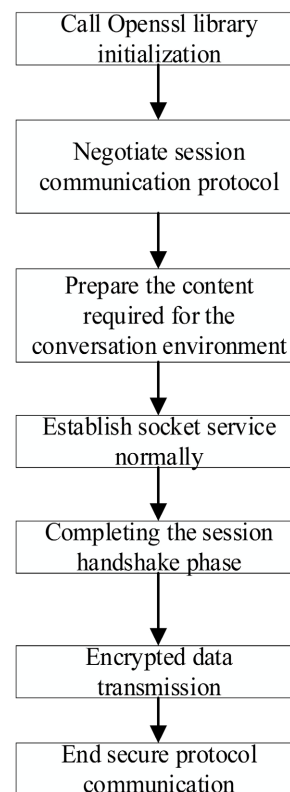 Call Openssl library
initialization
Negotiate session
communication protocol
Prepare the content
required for the
conversation environment
Establish socket service
normally
Completing the session
handshake phase
Encrypted data
transmission
End secure protocol
communication